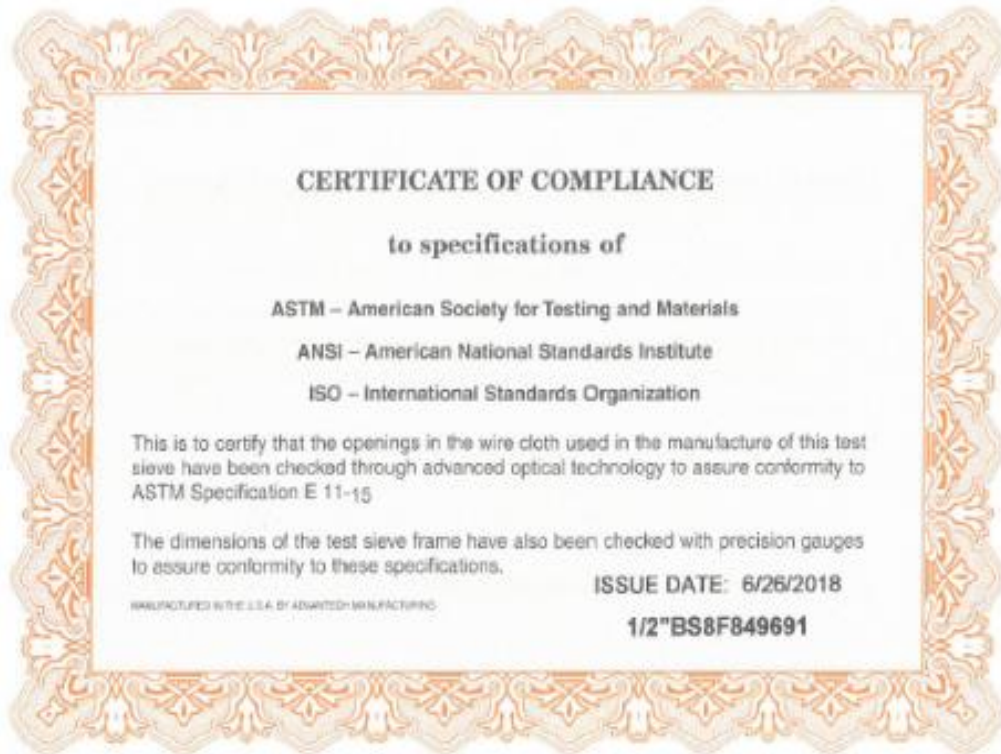 CERTIFICATE OF COMPLIANCE
to specifications of
ASTM – American Society for Testing and Materials
ANSI – American National Standards Institute
ISO – International Standards Organization
This is to certify that the openings in the wire cloth used in the manufacture of this test
sieve have been checked through advanced optical technology to assure conformity to
ASTM Specification E 11-15
The dimensions of the test sieve frame have also been checked with precision gauges
to assure conformity to these specifications.
ISSUE DATE: 6/26/2018
MANUFACTURED IN THE U.S.A. BY ADVANTECH MANUFACTURING
1/2"BS8F849691